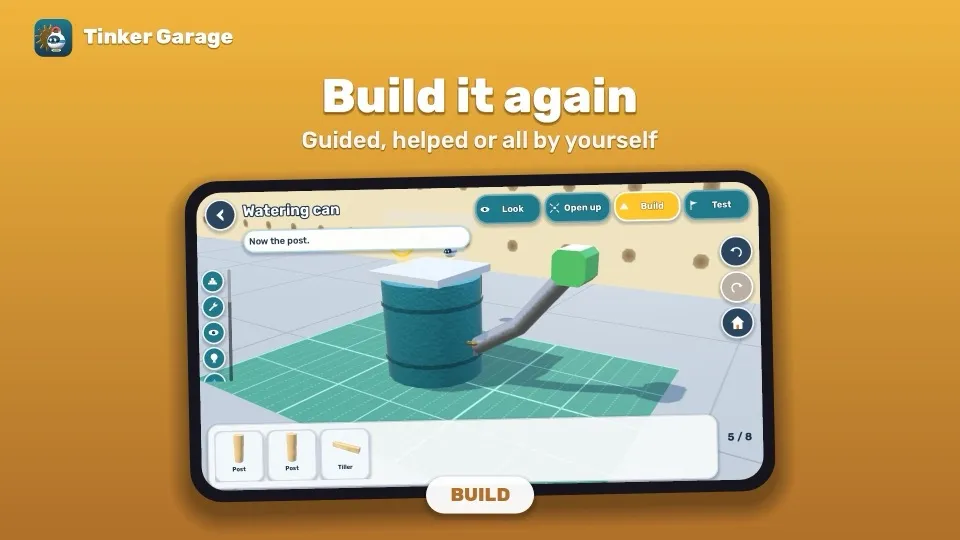 Tinker Garage
Build it again
Guided, helped or all by yourself
Watering can
Look
Open up
Build
Test
Now the post.
5 / 8
Post
Post
Tiller
BUILD